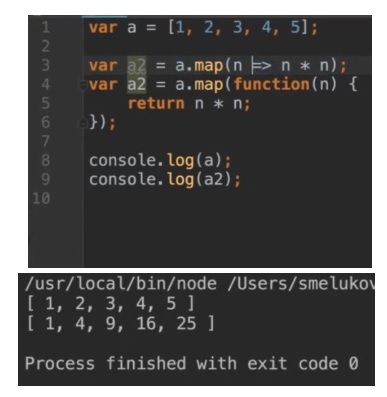 1 var a = [1, 2, 3, 4, 5];
2
3 var a2 = a.map(n => n * n);
4 var a2 = a.map(function(n) {
5     return n * n;
6 });
7
8 console.log(a);
9 console.log(a2);
10
/usr/local/bin/node /Users/smelukov
[ 1, 2, 3, 4, 5 ]
[ 1, 4, 9, 16, 25 ]
Process finished with exit code 0